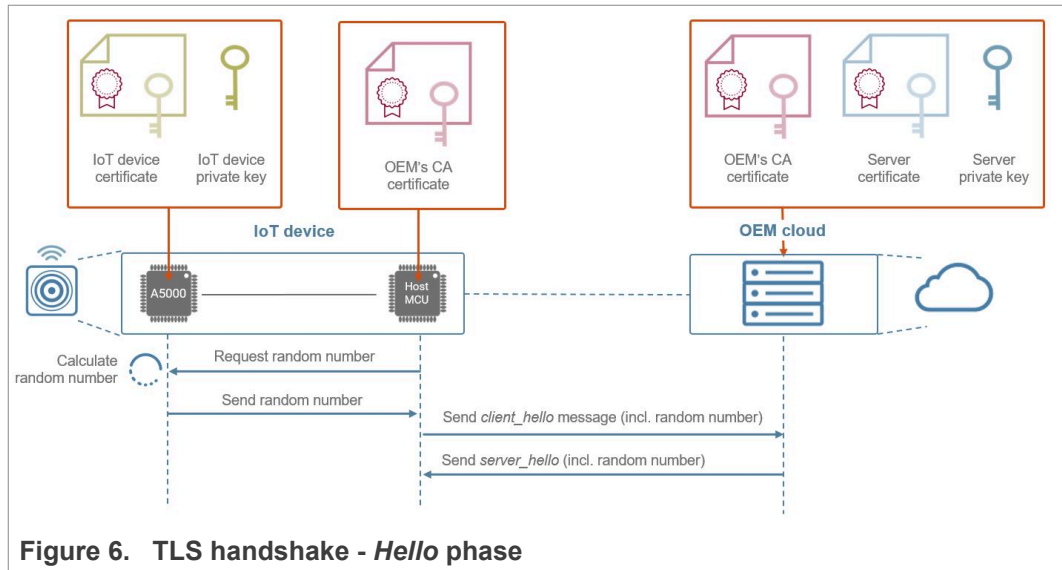 IoT device
certificate
IoT device
private key
OEM's CA
certificate
OEM's CA
certificate
Server
certificate
Server
private key
IoT device
OEM cloud
A5000
Host
MCU
Calculate
random number
Request random number
Send random number
Send client_hello message (incl. random number)
Send server_hello (incl. random number)
Figure 6. TLS handshake - Hello phase